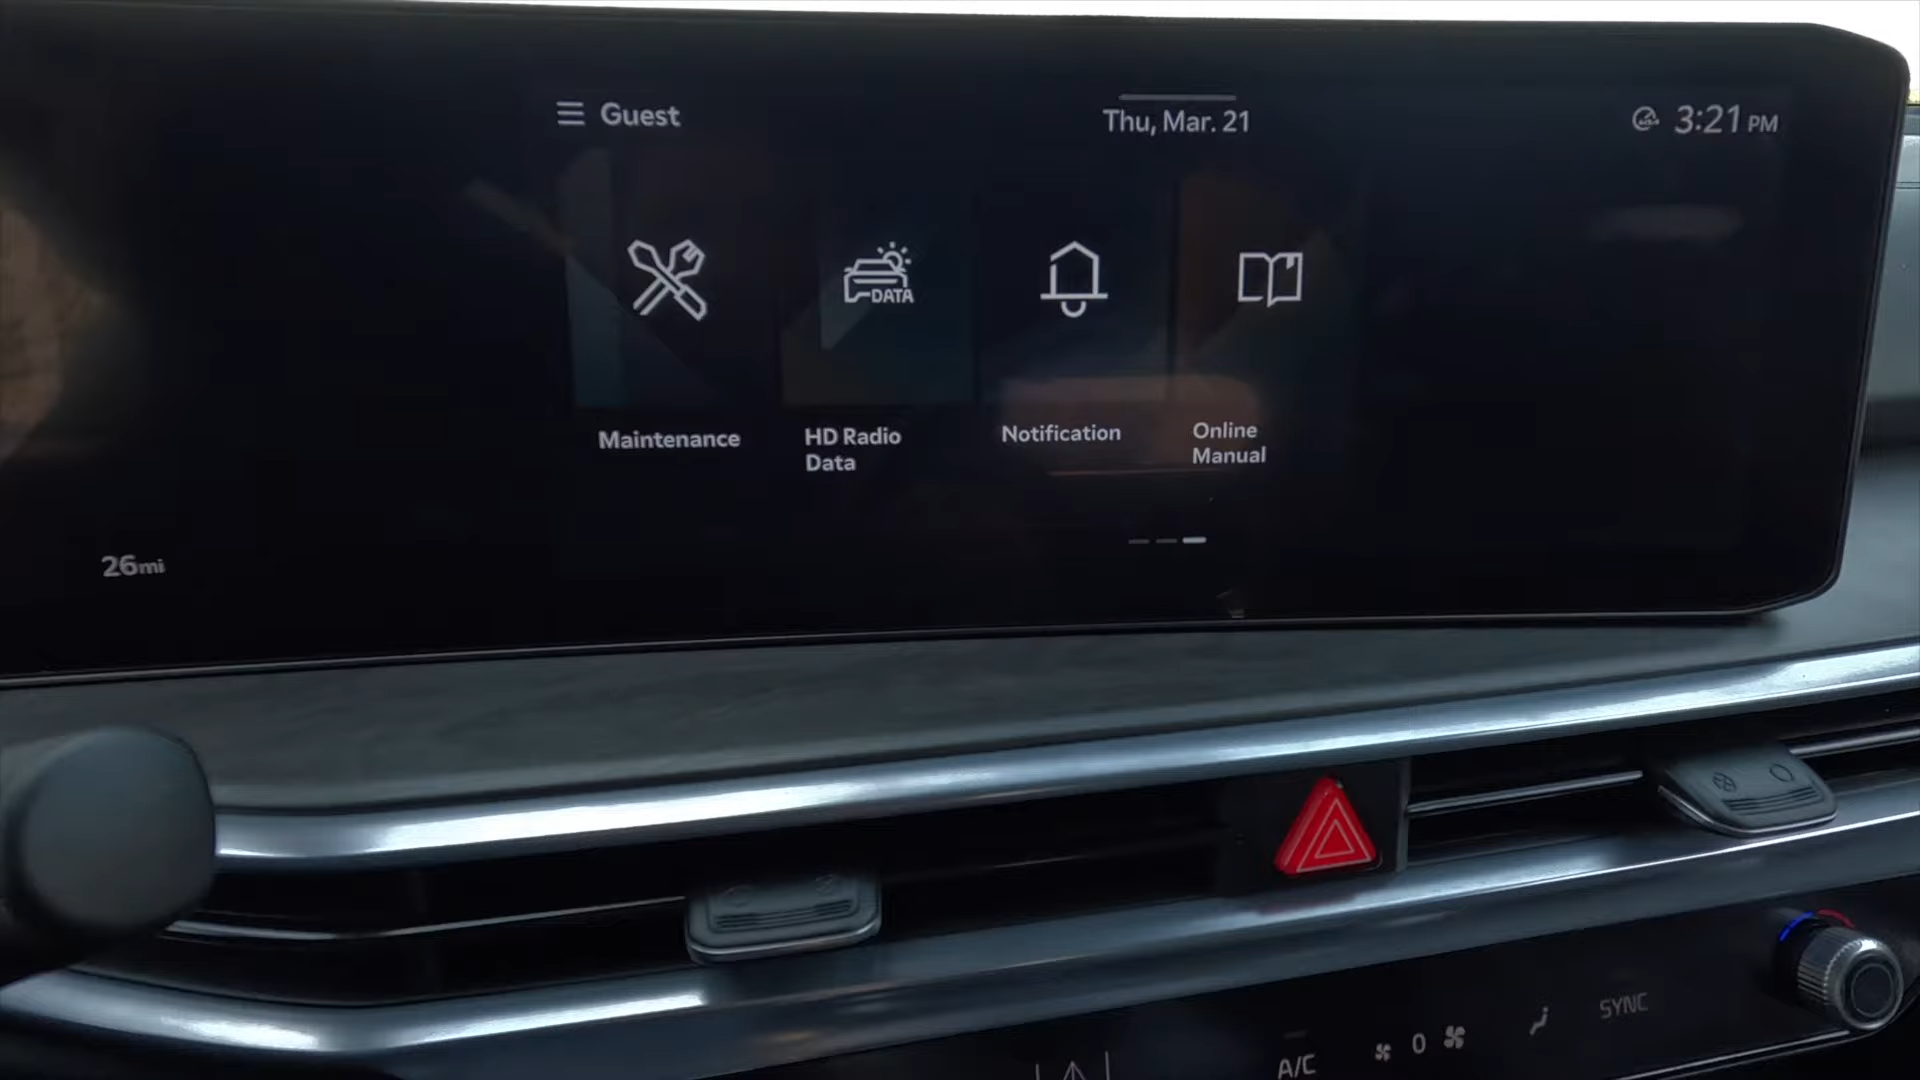 Guest
Thu, Mar. 21
3:21 PM
DATA
Maintenance
HD Radio
Data
Notification
Online
Manual
26mi
SYNC
A/C
0